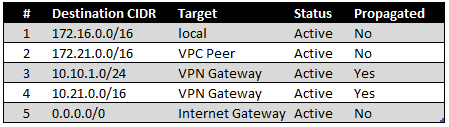 # Destination CIDR Target Status Propagated
1 172.16.0.0/16 local Active No
2 172.21.0.0/16 VPC Peer Active No
3 10.10.1.0/24 VPN Gateway Active Yes
4 10.21.0.0/16 VPN Gateway Active Yes
5 0.0.0.0/0 Internet Gateway Active No